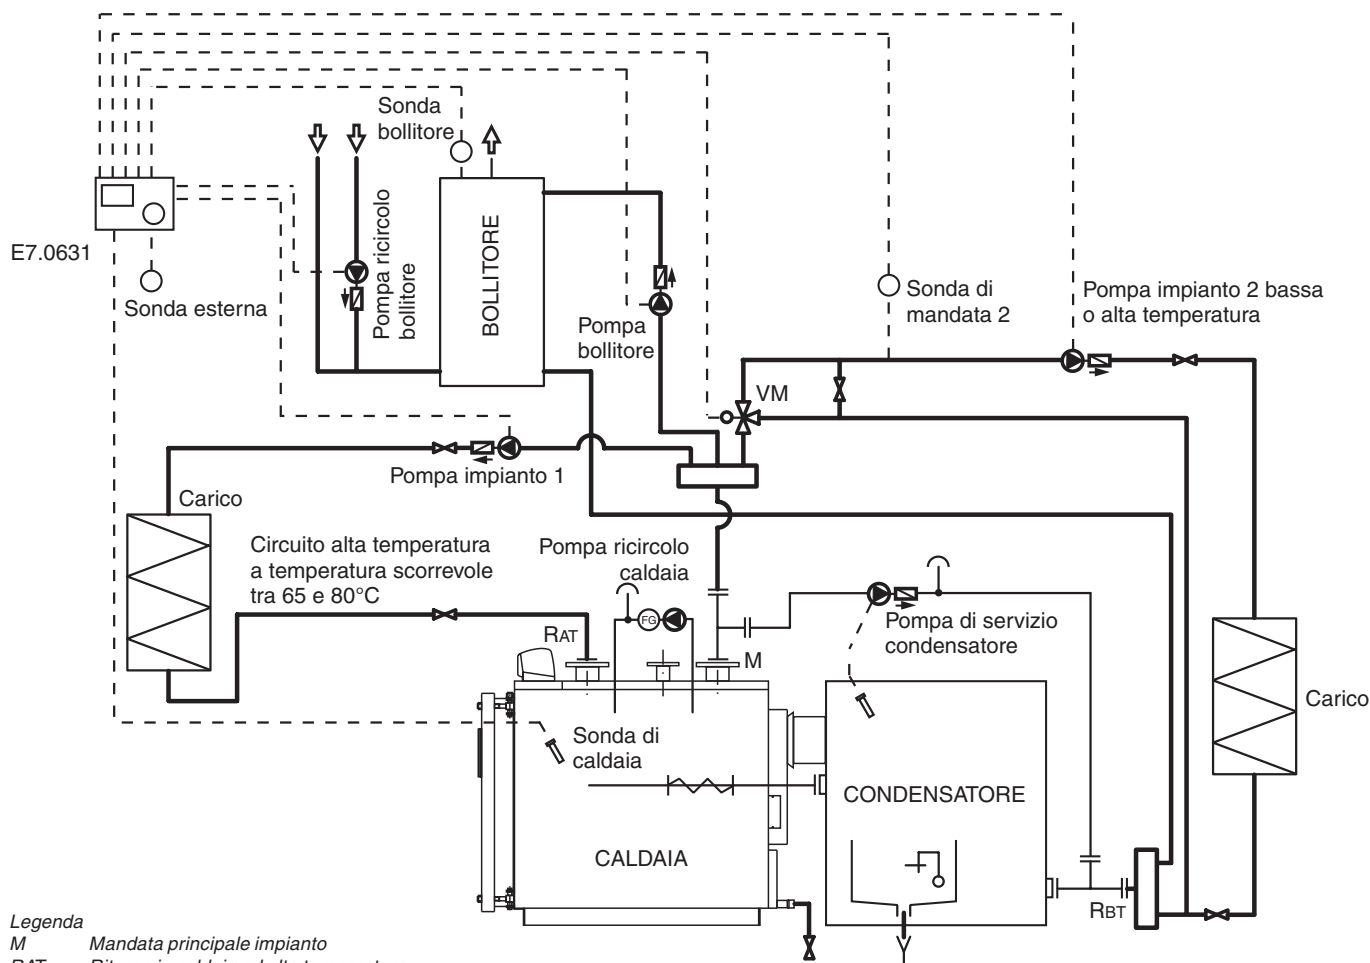 Sonda
bollitore
E7.0631
Sonda esterna
Pompa ricircolo
bollitore
BOLLITORE
Pompa
bollitore
Sonda di
mandata 2
Pompa impianto 2 bassa
o alta temperatura
VM
Pompa impianto 1
Carico
Circuito alta temperatura
a temperatura scorrevole
tra 65 e 80°C
Pompa ricircolo
caldaia
FG
RAT
M
Pompa di servizio
condensatore
Carico
Sonda di
caldaia
CONDENSATORE
CALDAIA
RBT
Legenda
M Mandata principale impianto